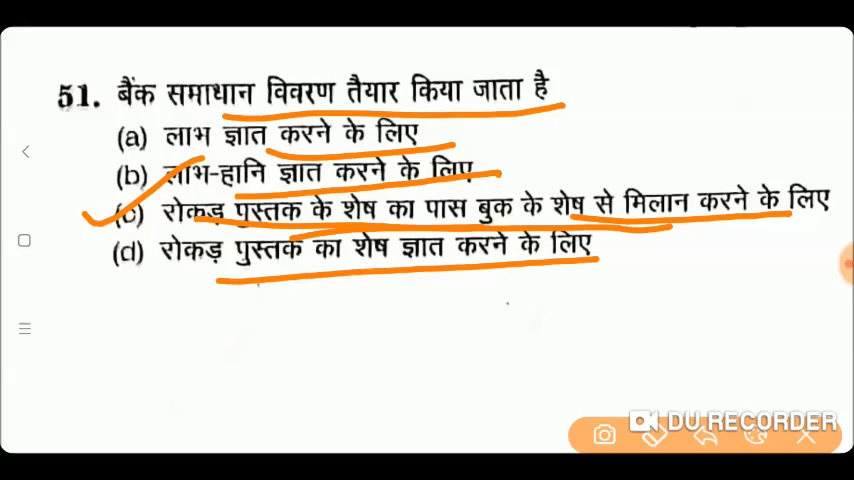 51. बैंक समाधान विवरण तैयार किया जाता है
(a) लाभ ज्ञात करने के लिए
(b) लाभ-हानि ज्ञात करने के लिए
(c) रोकड़ पुस्तक के शेष का पास बुक के शेष से मिलान करने के लिए
(d) रोकड़ पुस्तक का शेष ज्ञात करने के लिए
DU RECORDER